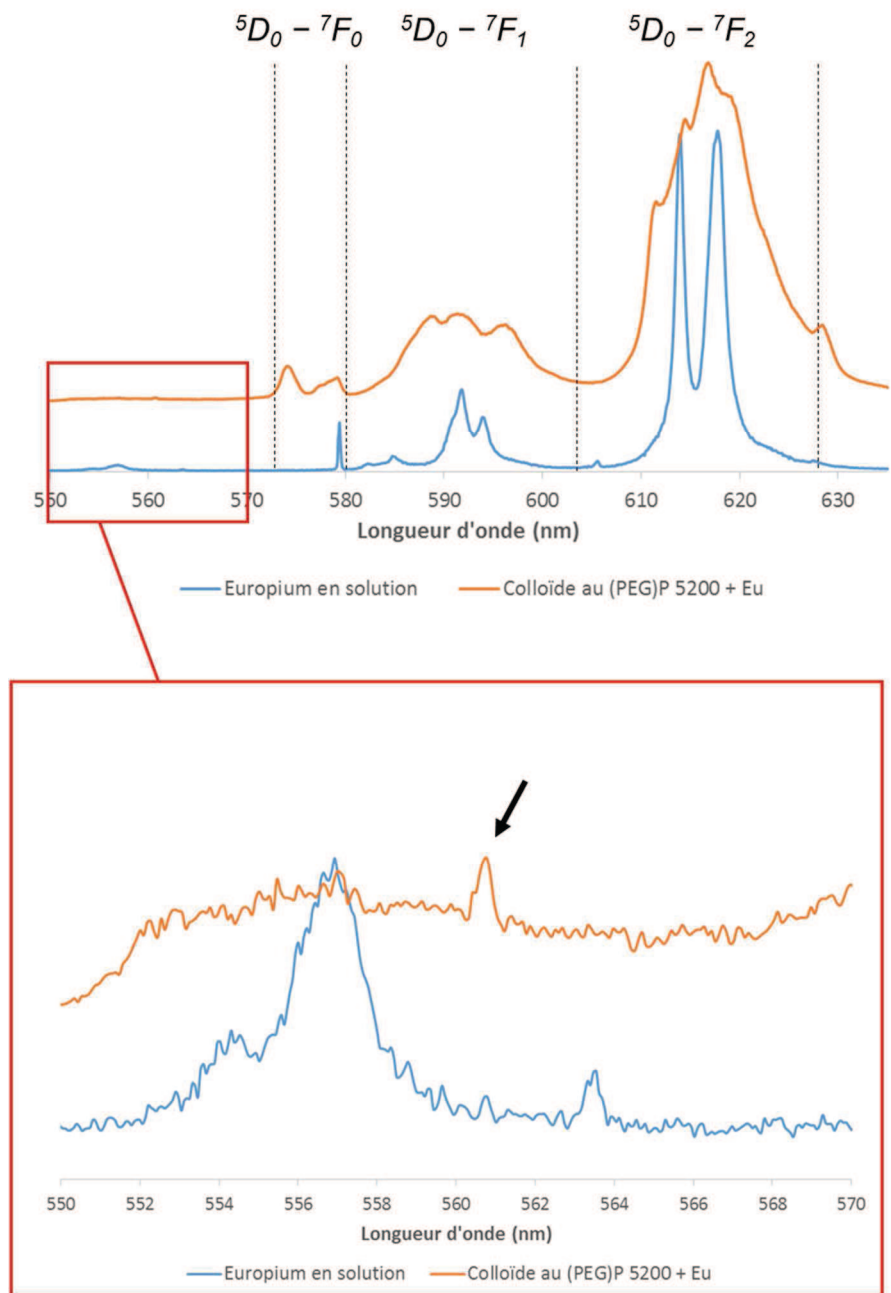 ⁵D₀ – ⁷F₀ ⁵D₀ – ⁷F₁ ⁵D₀ – ⁷F₂
550 560 570 580 590 600 610 620 630
Longueur d'onde (nm)
Europium en solution Colloïde au (PEG)P 5200 + Eu
550 552 554 556 558 560 562 564 566 568 570
Longueur d'onde (nm)
Europium en solution Colloïde au (PEG)P 5200 + Eu